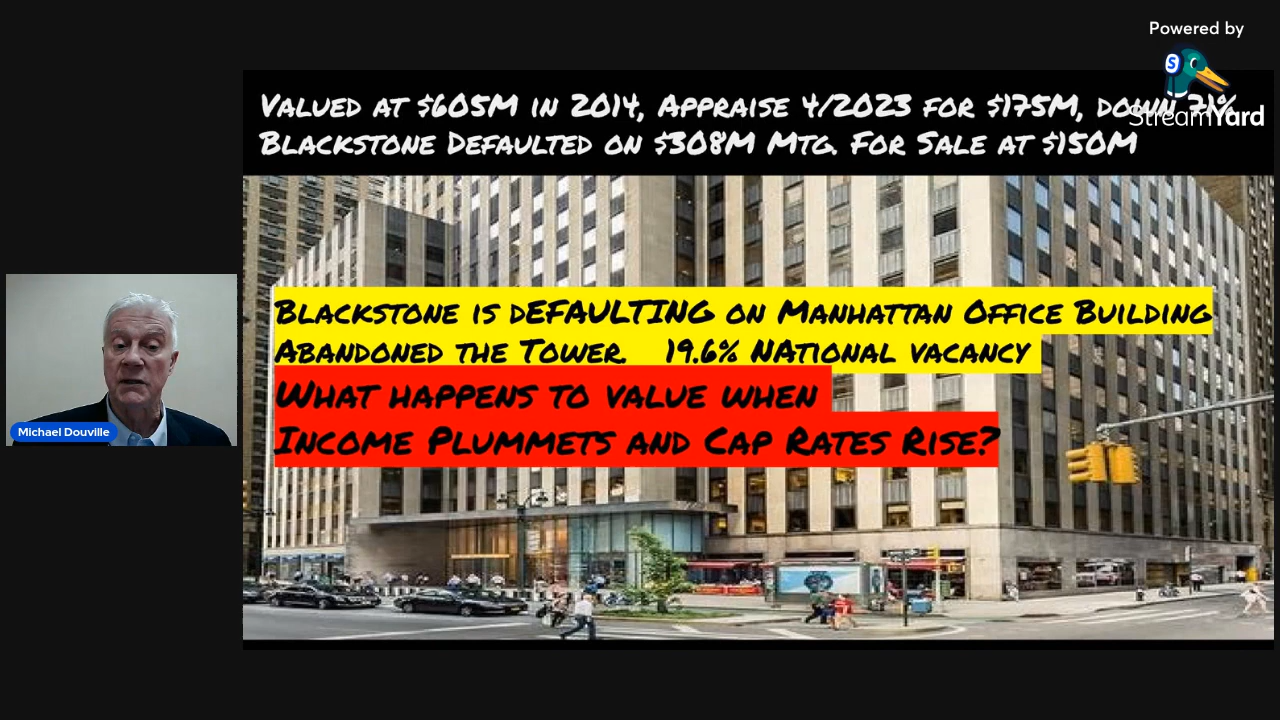 Powered by
S
StreamYard
Valued at $605M in 2014, Appraise 4/2023 for $175M, down 71%
Blackstone Defaulted on $308M Mtg. For Sale at $150M
Blackstone is dEFAULTING on Manhattan Office Building
Abandoned the Tower. 19.6% NAtional vacancy
What happens to value when
Income Plummets and Cap Rates Rise?
Michael Douville